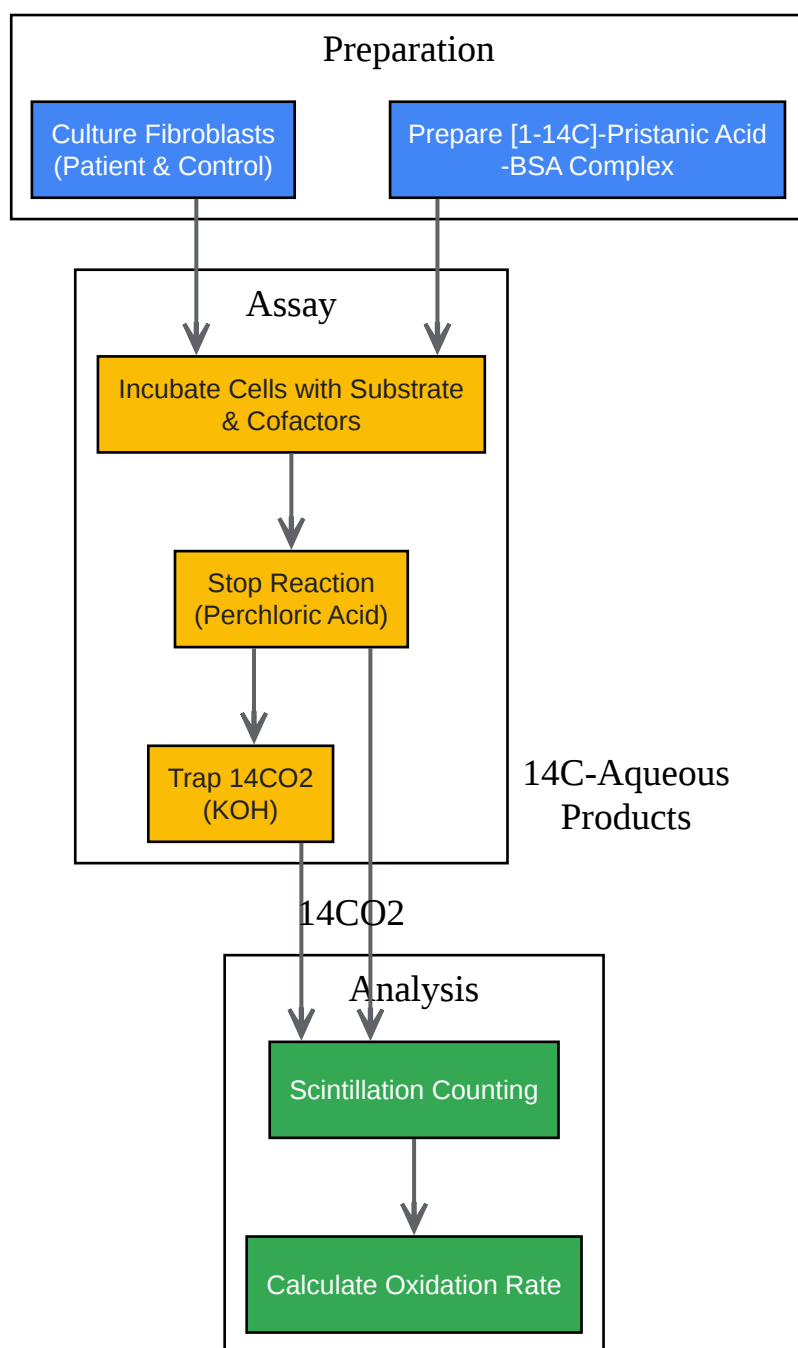 Preparation
Culture Fibroblasts
(Patient & Control)
Prepare [1-14C]-Pristanic Acid
-BSA Complex
Assay
Incubate Cells with Substrate
& Cofactors
Stop Reaction
(Perchloric Acid)
Trap 14CO2
(KOH)
14C-Aqueous
Products
14CO2
Analysis
Scintillation Counting
Calculate Oxidation Rate